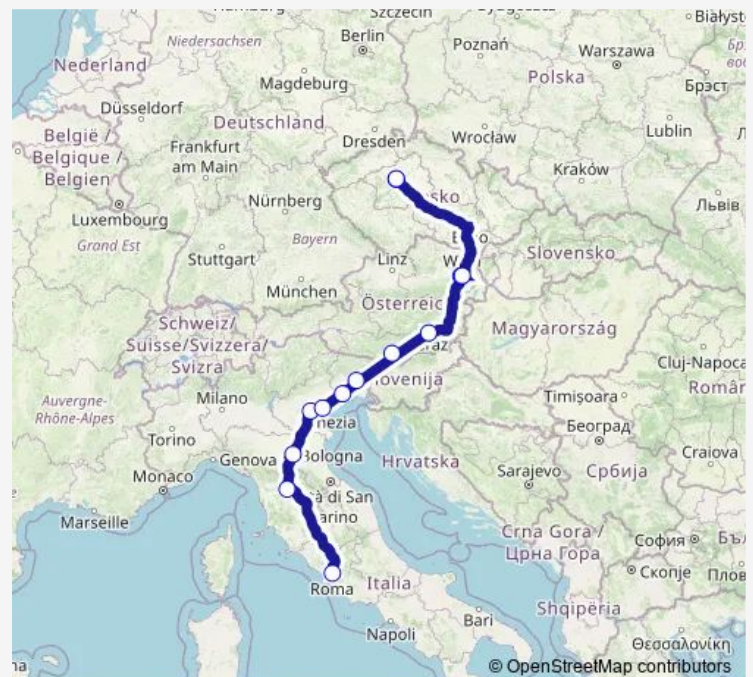 Szczecin
Białyst
Niedersachsen
Berlin
Poznań
Warszawa
Nederland
Magdeburg
Polska
Брэст
Düsseldorf
Deutschland
België /
Belgique /
Belgien
Frankfurt
am Main
Dresden
Wrocław
Lublin
Kraków
Львів
Luxembourg
Nürnberg
Grand Est
Bayern
Stuttgart
Linz
Slovensko
München
Österreic
Magyarország
Schweiz/
Suisse/Svizzera/
Svizra
Cluj-Napoca
Român
Auvergne-
Rhône-Alpes
Milano
Timișoara
Torino
Београд
Genova
Bologna
Hrvatska
Craiova
Monaco
Sarajevo
Србија
Marseille
Crna Gora /
Црна Гора
София
Скопје
Roma
Italia
Shqipëria
Bari
Napoli
Θεσσαλονίκη
© OpenStreetMap contributors